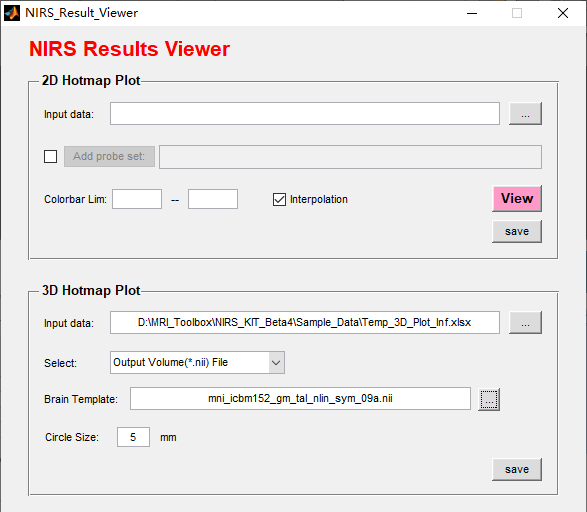 NIRS_Result_Viewer
NIRS Results Viewer
2D Hotmap Plot
Input data: ...
Add probe set:
Colorbar Lim: -- Interpolation View
save
3D Hotmap Plot
Input data: D:\MRI_Toolbox\NIRS_KIT_Beta4\Sample_Data\Temp_3D_Plot_Inf.xlsx ...
Select: Output Volume(*.nii) File
Brain Template: mni_icbm152_gm_tal_nlin_sym_09a.nii ...
Circle Size: 5 mm
save